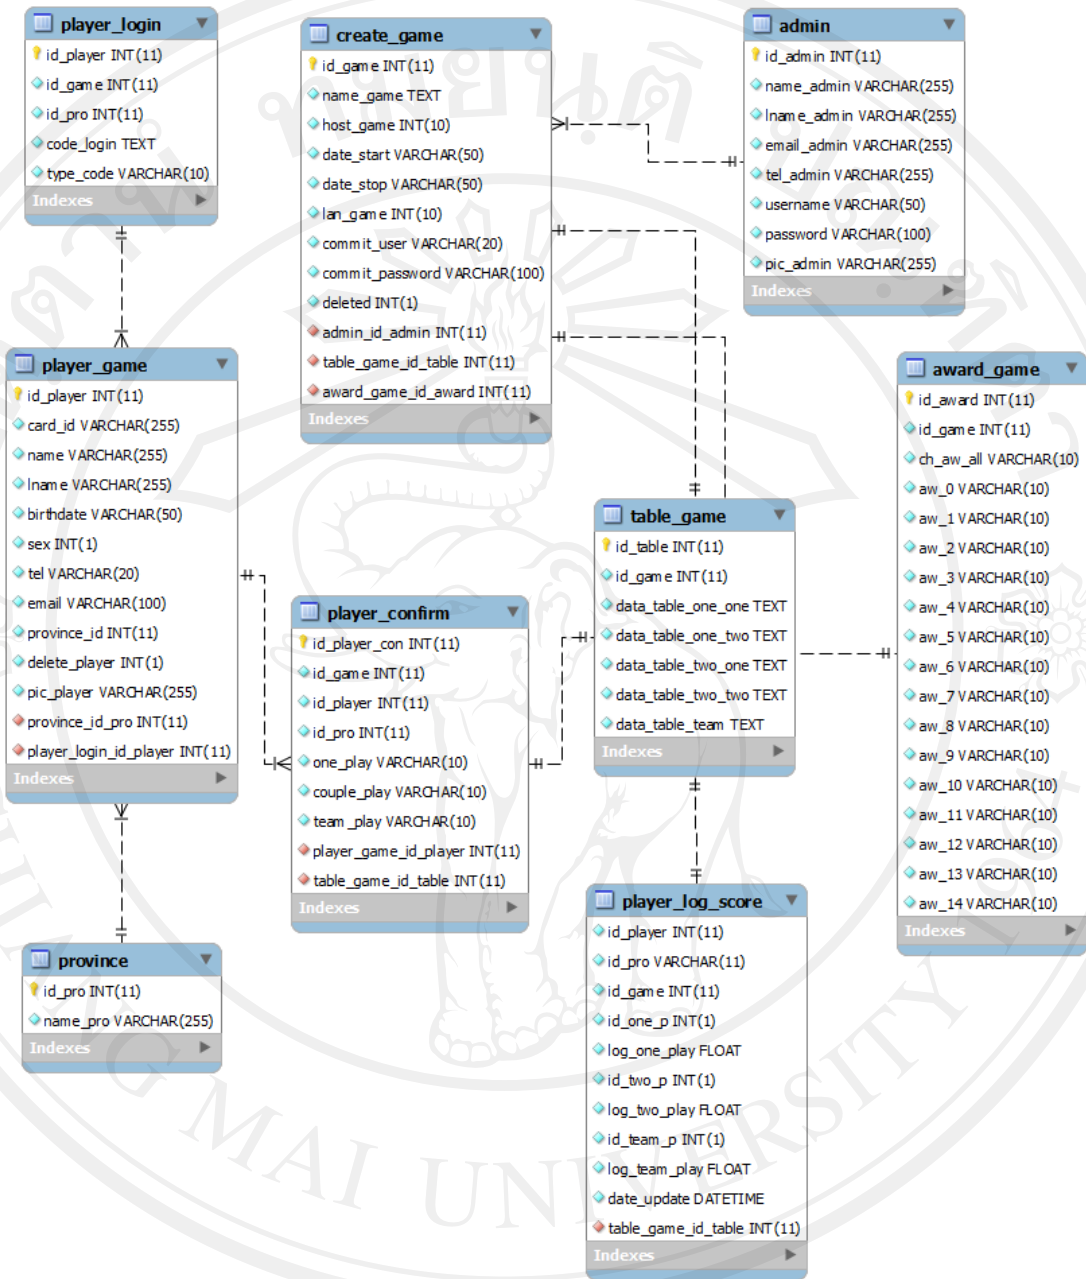 player_login
id_player INT(11)
id_game INT(11)
id_pro INT(11)
code_login TEXT
type_code VARCHAR(10)
Indexes
create_game
id_game INT(11)
name_game TEXT
host_game INT(10)
date_start VARCHAR(50)
date_stop VARCHAR(50)
lan_game INT(10)
commit_user VARCHAR(20)
commit_password VARCHAR(100)
deleted INT(1)
admin_id_admin INT(11)
table_game_id_table INT(11)
award_game_id_award INT(11)
Indexes
admin
id_admin INT(11)
name_admin VARCHAR(255)
lname_admin VARCHAR(255)
email_admin VARCHAR(255)
tel_admin VARCHAR(255)
username VARCHAR(50)
password VARCHAR(100)
pic_admin VARCHAR(255)
Indexes
player_game
id_player INT(11)
card_id VARCHAR(255)
name VARCHAR(255)
lname VARCHAR(255)
birthdate VARCHAR(50)
sex INT(1)
tel VARCHAR(20)
email VARCHAR(100)
province_id INT(11)
delete_player INT(1)
pic_player VARCHAR(255)
province_id_pro INT(11)
player_login_id_player INT(11)
Indexes
award_game
id_award INT(11)
id_game INT(11)
ch_aw_all VARCHAR(10)
aw_0 VARCHAR(10)
aw_1 VARCHAR(10)
aw_2 VARCHAR(10)
aw_3 VARCHAR(10)
aw_4 VARCHAR(10)
aw_5 VARCHAR(10)
aw_6 VARCHAR(10)
aw_7 VARCHAR(10)
aw_8 VARCHAR(10)
aw_9 VARCHAR(10)
aw_10 VARCHAR(10)
aw_11 VARCHAR(10)
aw_12 VARCHAR(10)
aw_13 VARCHAR(10)
aw_14 VARCHAR(10)
Indexes
table_game
id_table INT(11)
id_game INT(11)
data_table_one_one TEXT
data_table_one_two TEXT
data_table_two_one TEXT
data_table_two_two TEXT
data_table_team TEXT
Indexes
player_confirm
id_player_con INT(11)
id_game INT(11)
id_player INT(11)
id_pro INT(11)
one_play VARCHAR(10)
couple_play VARCHAR(10)
team_play VARCHAR(10)
player_game_id_player INT(11)
table_game_id_table INT(11)
Indexes
player_log_score
id_player INT(11)
id_pro VARCHAR(11)
id_game INT(11)
id_one_p INT(1)
log_one_play FLOAT
id_two_p INT(1)
log_two_play FLOAT
id_team_p INT(1)
log_team_play FLOAT
date_update DATETIME
table_game_id_table INT(11)
Indexes
province
id_pro INT(11)
name_pro VARCHAR(255)
Indexes
MAI UNIVERSITY 1964